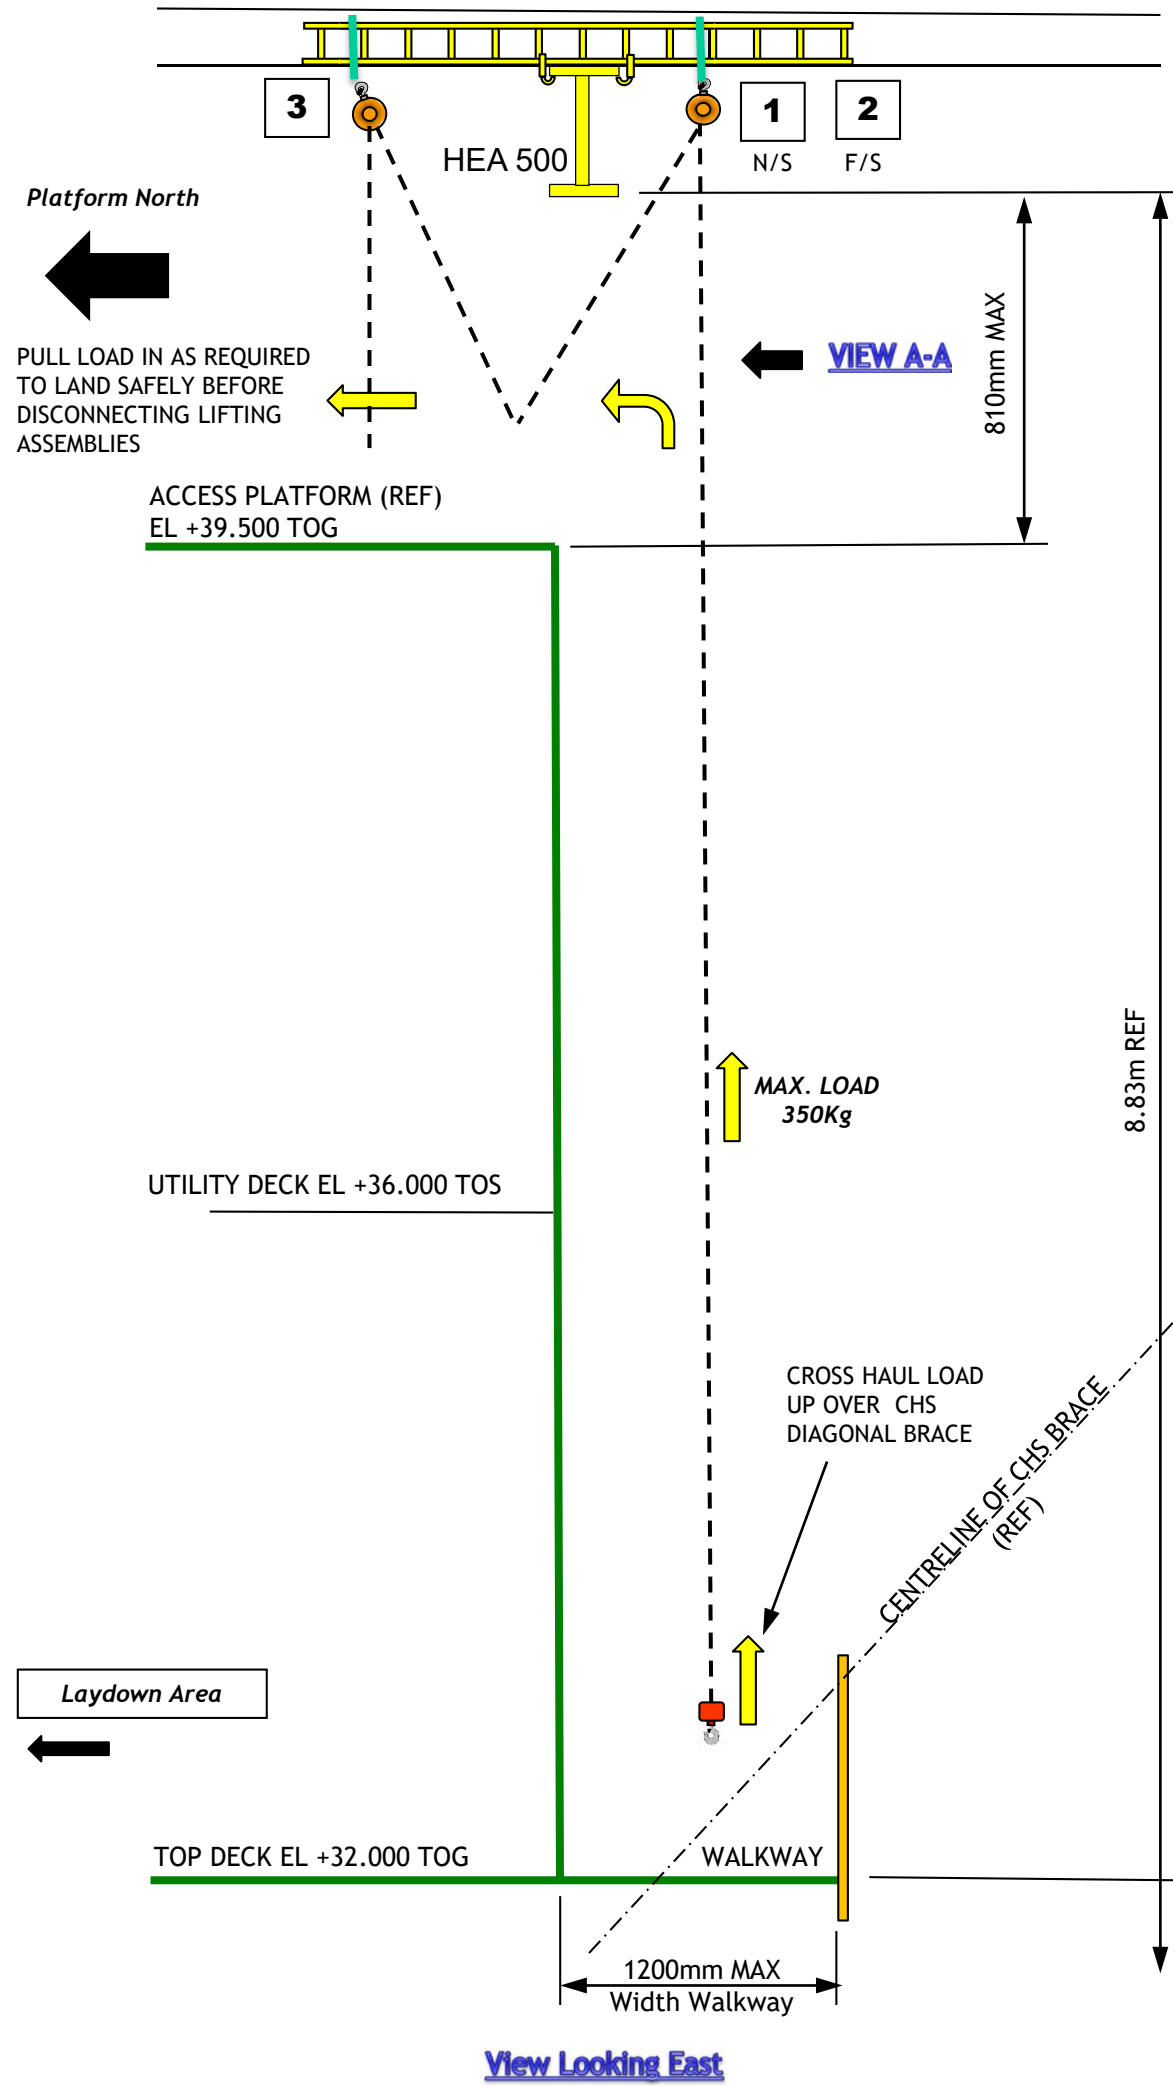 3
1
2
HEA 500
N/S
F/S
Platform North
810mm MAX
PULL LOAD IN AS REQUIRED
TO LAND SAFELY BEFORE
DISCONNECTING LIFTING
ASSEMBLIES
VIEW A-A
ACCESS PLATFORM (REF)
EL +39.500 TOG
8.83m REF
MAX. LOAD
350Kg
UTILITY DECK EL +36.000 TOS
CROSS HAUL LOAD
UP OVER CHS
DIAGONAL BRACE
CENTRELINE OF CHS BRACE
(REF)
Laydown Area
TOP DECK EL +32.000 TOG
WALKWAY
1200mm MAX
Width Walkway
View Looking East